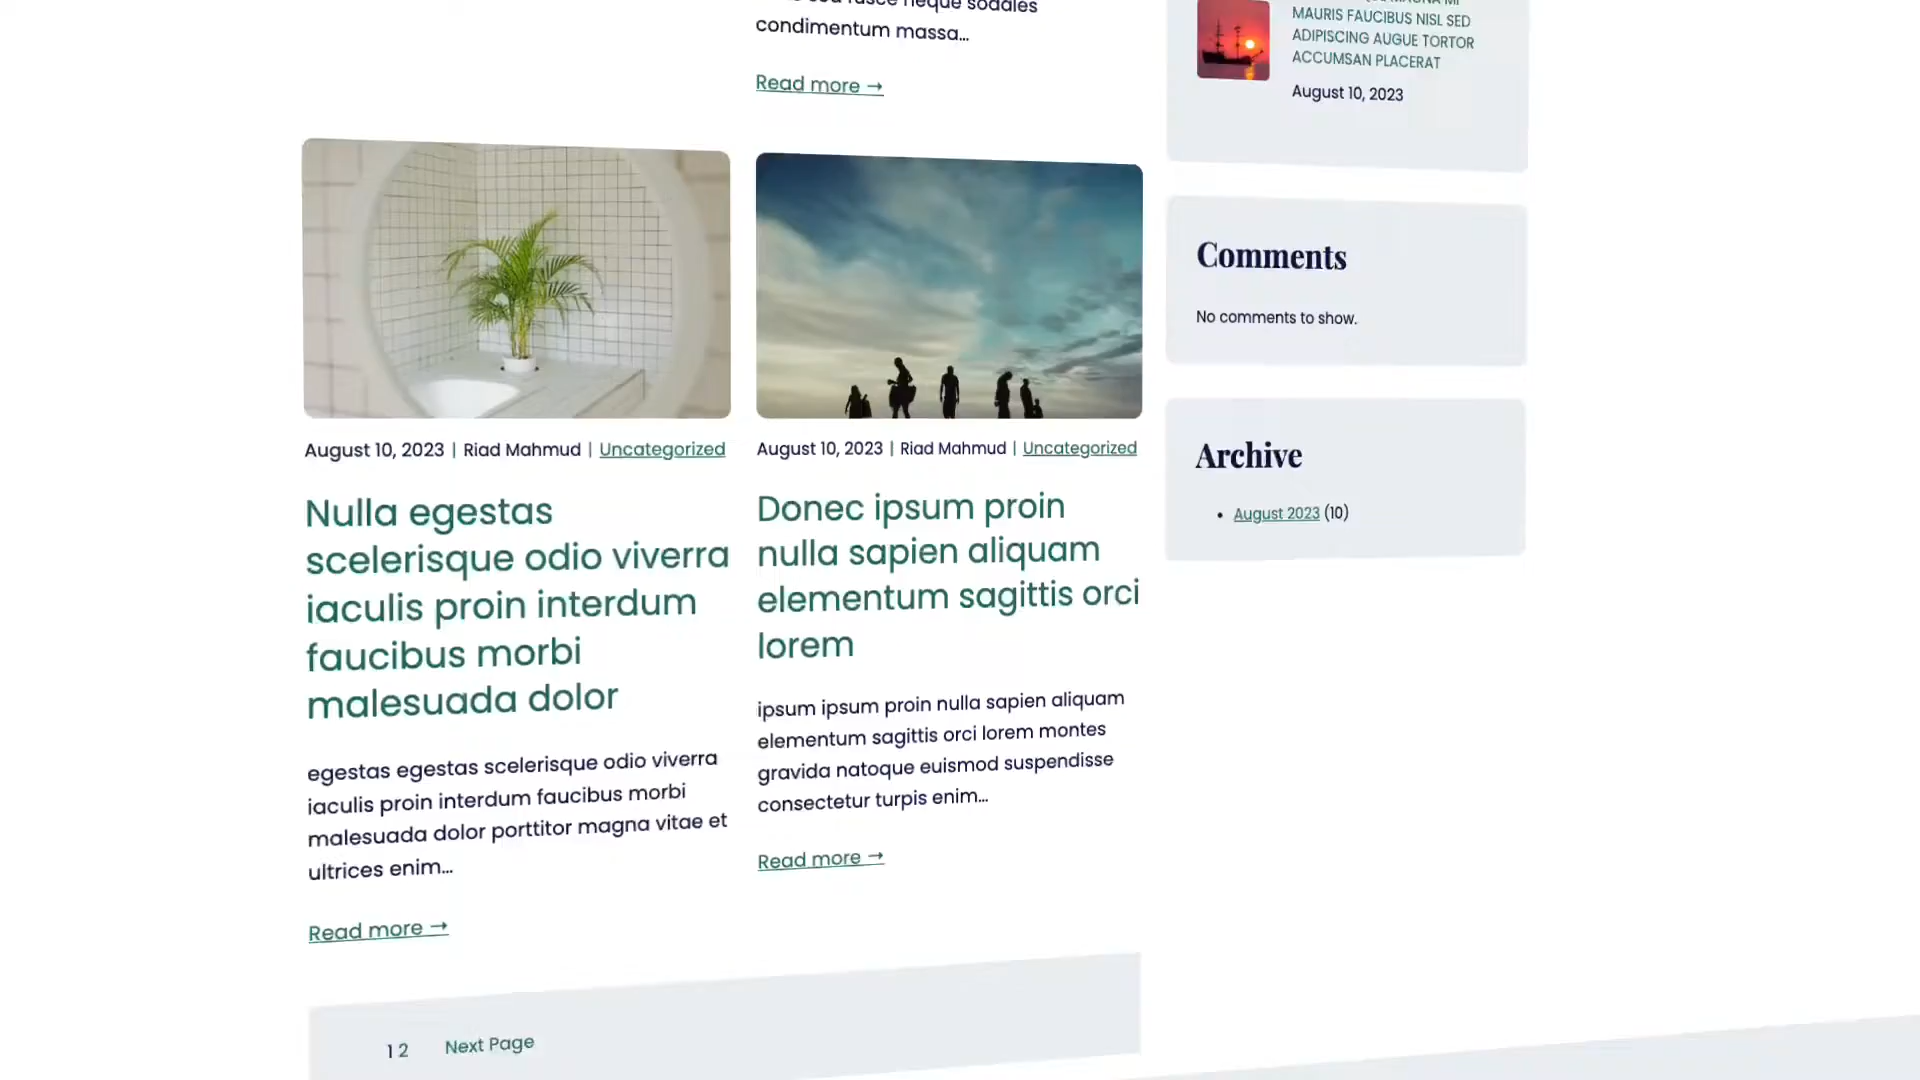 sodales
condimentum massa...
Read more →
August 10, 2023 | Riad Mahmud | Uncategorized
Nulla egestas
scelerisque odio viverra
iaculis proin interdum
faucibus morbi
malesuada dolor
egestas egestas scelerisque odio viverra
iaculis proin interdum faucibus morbi
malesuada dolor porttitor magna vitae et
ultrices enim...
Read more →
August 10, 2023 | Riad Mahmud | Uncategorized
Donec ipsum proin
nulla sapien aliquam
elementum sagittis orci
lorem
ipsum ipsum proin nulla sapien aliquam
elementum sagittis orci lorem montes
gravida natoque euismod suspendisse
consectetur turpis enim...
Read more →
1 2 Next Page
MAURIS FAUCIBUS NISL SED
ADIPISCING AUGUE TORTOR
ACCUMSAN PLACERAT
August 10, 2023
Comments
No comments to show.
Archive
• August 2023 (10)